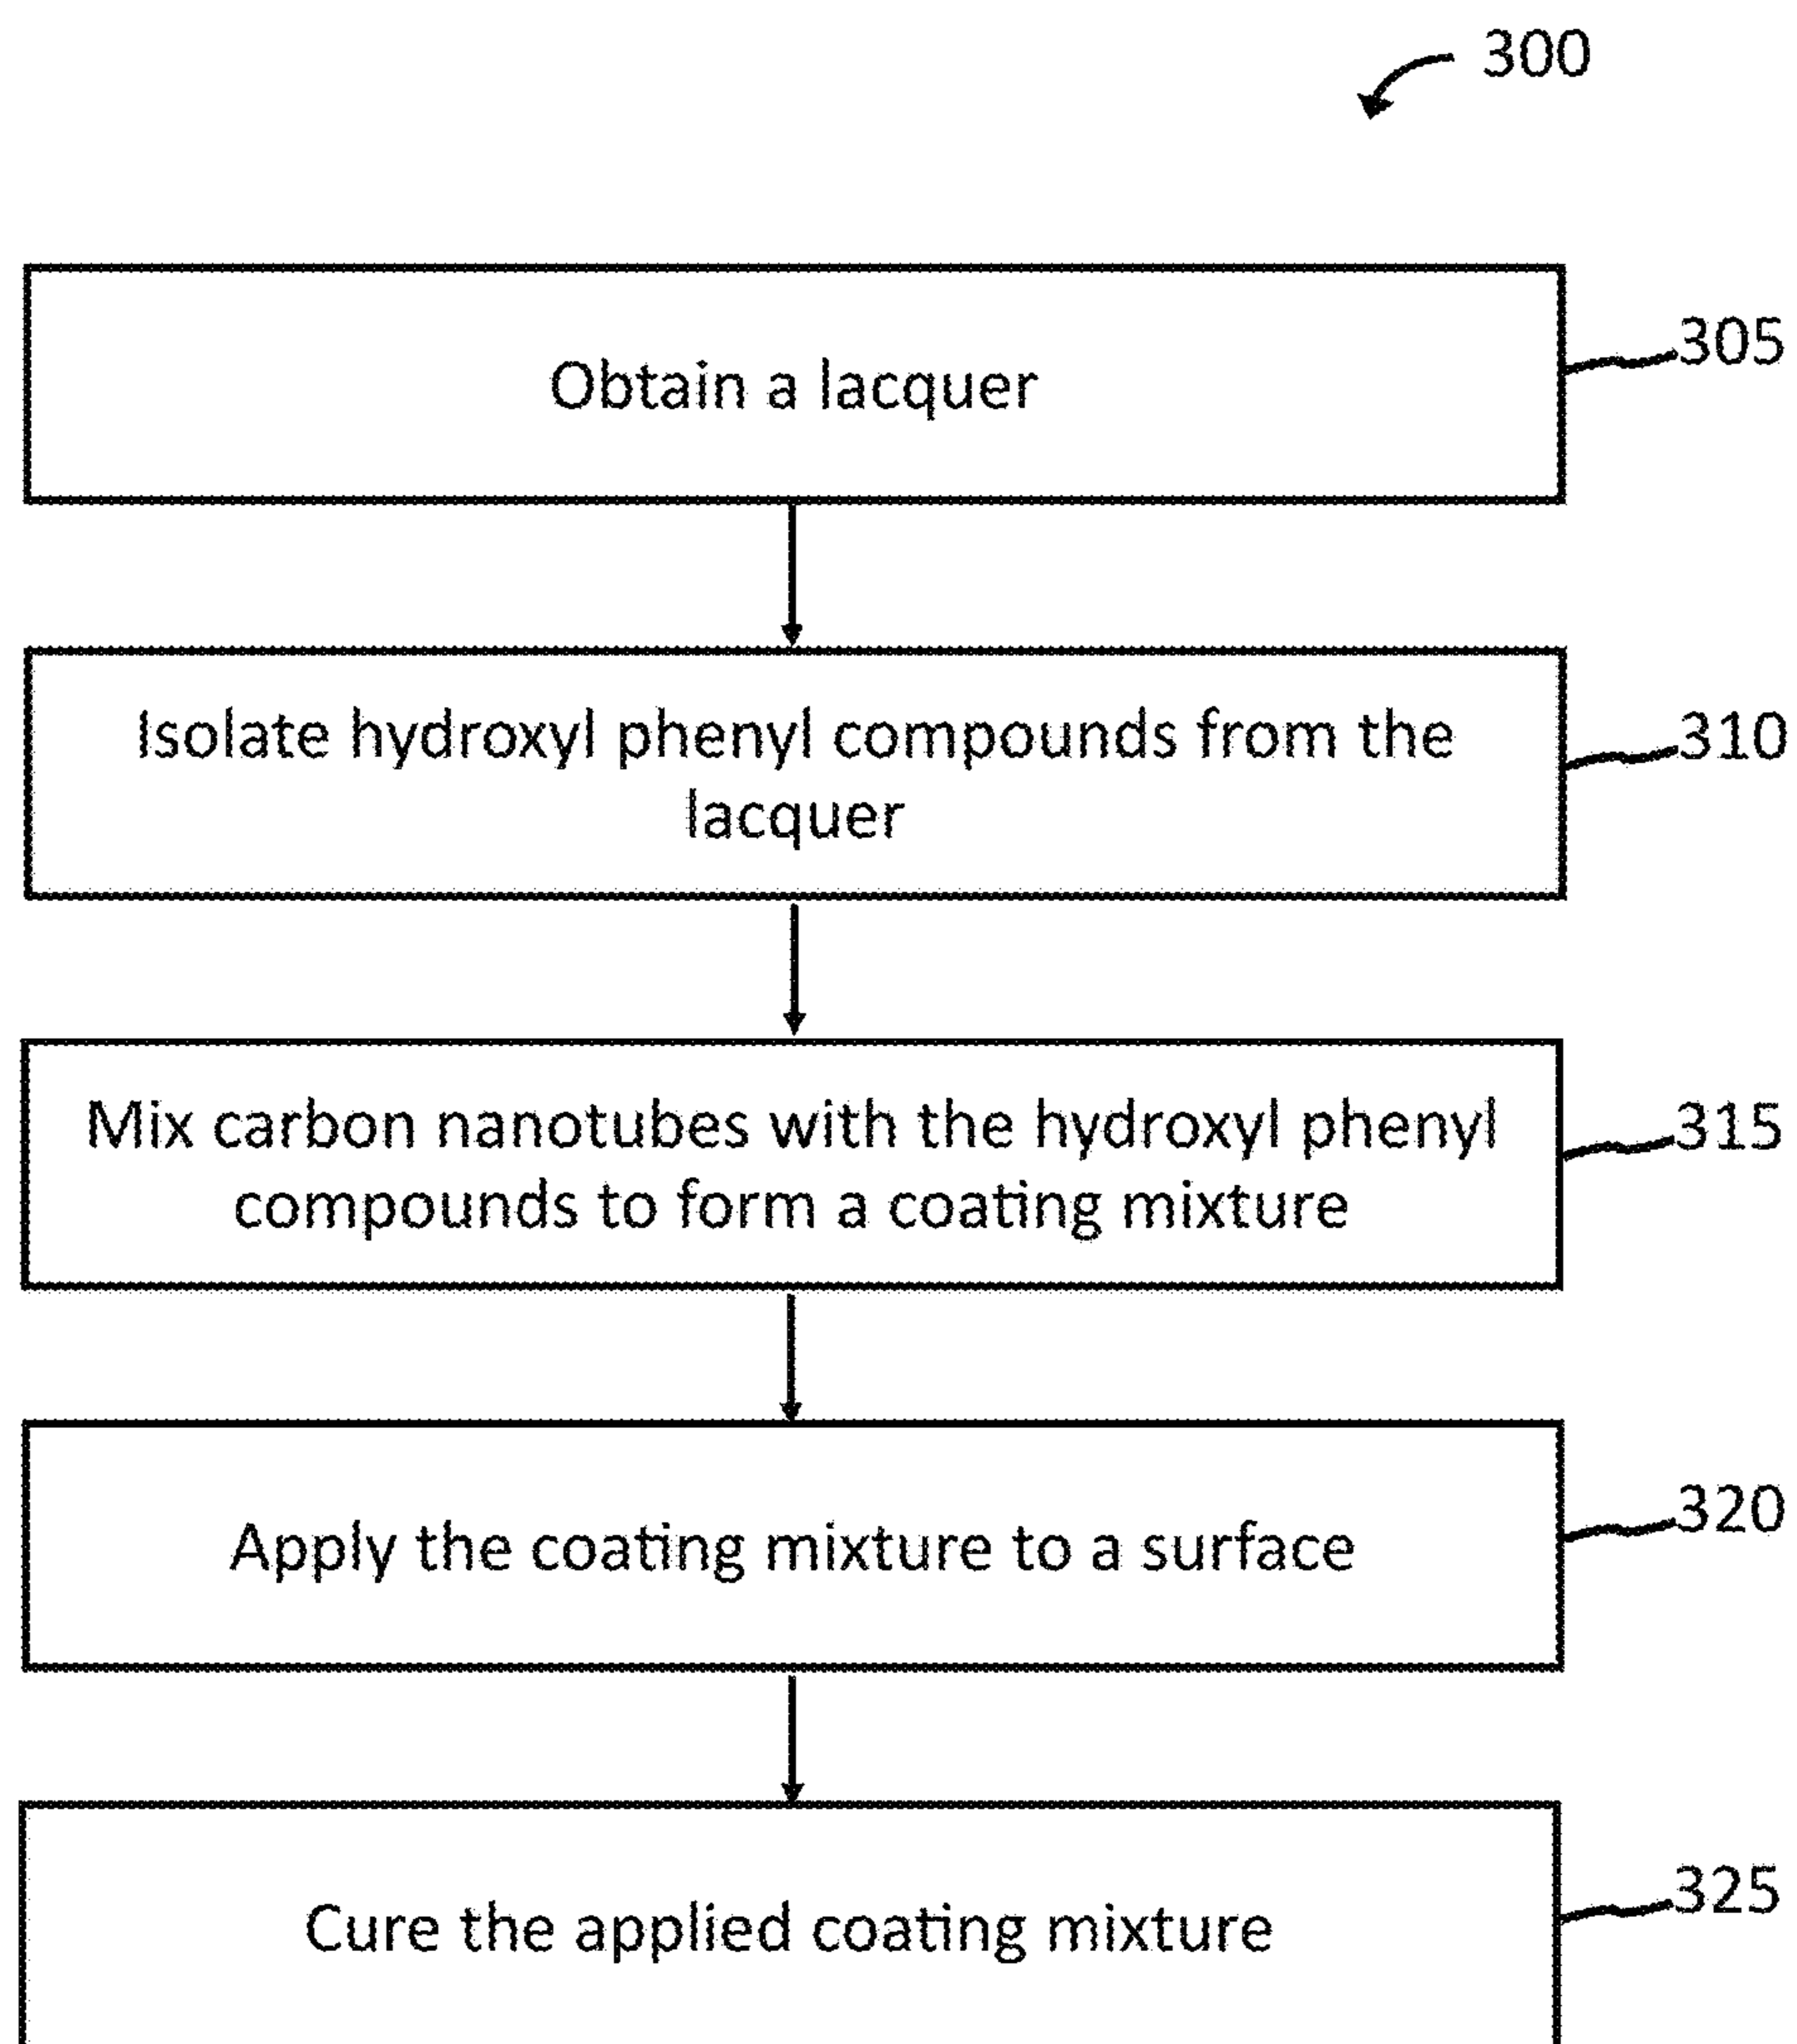 300
Obtain a lacquer
305
Isolate hydroxyl phenyl compounds from the
lacquer
310
Mix carbon nanotubes with the hydroxyl phenyl
compounds to form a coating mixture
315
Apply the coating mixture to a surface
320
Cure the applied coating mixture
325